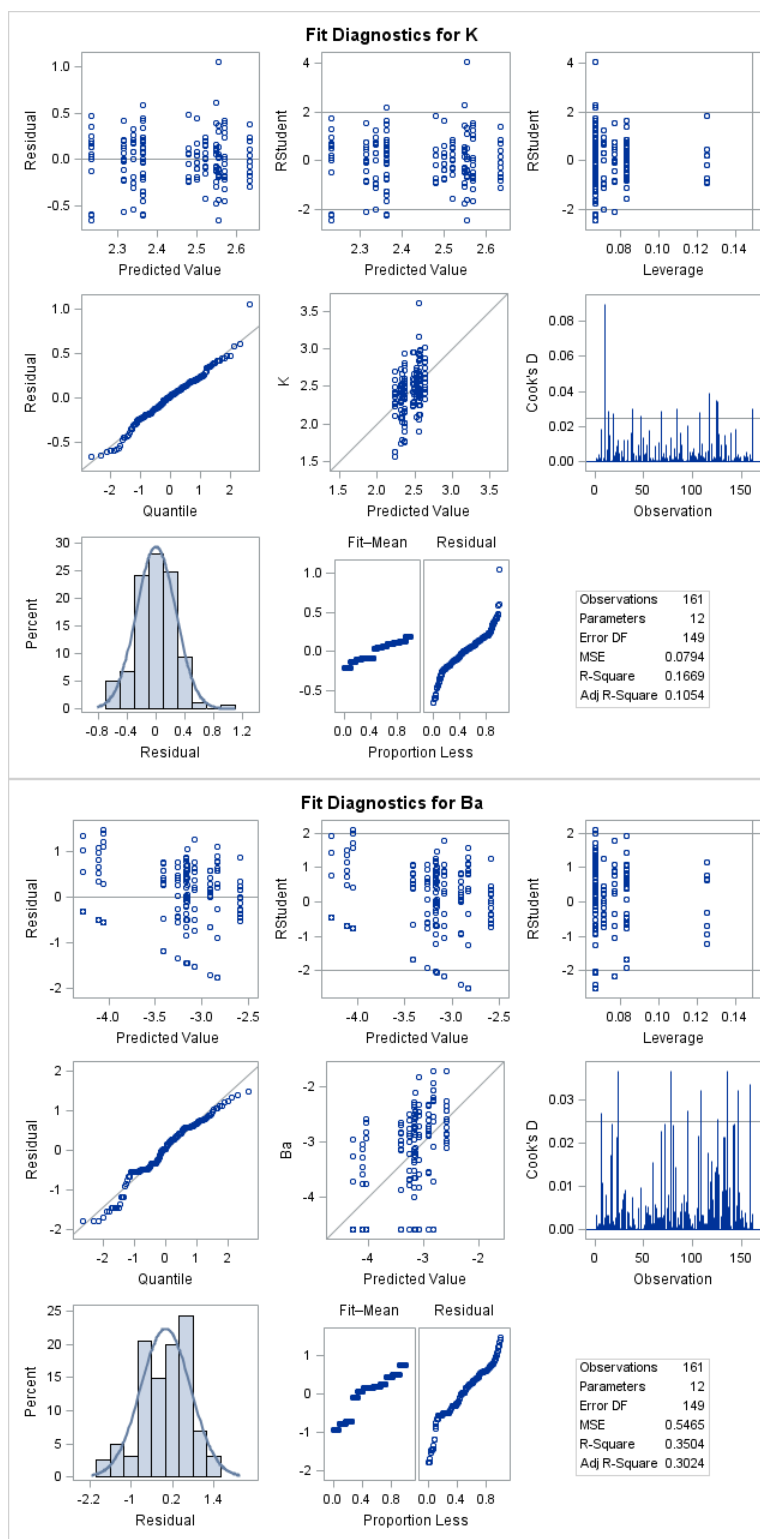 Fit Diagnostics for K
1.0
0.5
0.0
-0.5
Residual
2.3 2.4 2.5 2.6
Predicted Value
4
2
0
-2
RStudent
2.3 2.4 2.5 2.6
Predicted Value
4
2
0
-2
RStudent
0.08 0.10 0.12 0.14
Leverage
1.0
0.5
0.0
-0.5
Residual
-2 -1 0 1 2
Quantile
3.5
3.0
2.5
2.0
1.5
K
1.5 2.0 2.5 3.0 3.5
Predicted Value
0.08
0.06
0.04
0.02
0.00
Cook's D
0 50 100 150
Observation
30
25
20
15
10
5
0
Percent
-0.8 -0.4 0.0 0.4 0.8 1.2
Residual
Fit–Mean Residual
1.0
0.5
0.0
-0.5
0.0 0.4 0.8 0.0 0.4 0.8
Proportion Less
Observations 161
Parameters 12
Error DF 149
MSE 0.0794
R-Square 0.1669
Adj R-Square 0.1054
Fit Diagnostics for Ba
1
0
-1
-2
Residual
-4.0 -3.5 -3.0 -2.5
Predicted Value
2
1
0
-1
-2
RStudent
-4.0 -3.5 -3.0 -2.5
Predicted Value
2
1
0
-1
-2
RStudent
0.08 0.10 0.12 0.14
Leverage
2
1
0
-1
-2
Residual
-2 -1 0 1 2
Quantile
-2
-3
-4
Ba
-4 -3 -2
Predicted Value
0.03
0.02
0.01
0.00
Cook's D
0 50 100 150
Observation
25
20
15
10
5
0
Percent
-2.2 -1 0.2 1.4
Residual
Fit–Mean Residual
1
0
-1
-2
0.0 0.4 0.8 0.0 0.4 0.8
Proportion Less
Observations 161
Parameters 12
Error DF 149
MSE 0.5465
R-Square 0.3504
Adj R-Square 0.3024